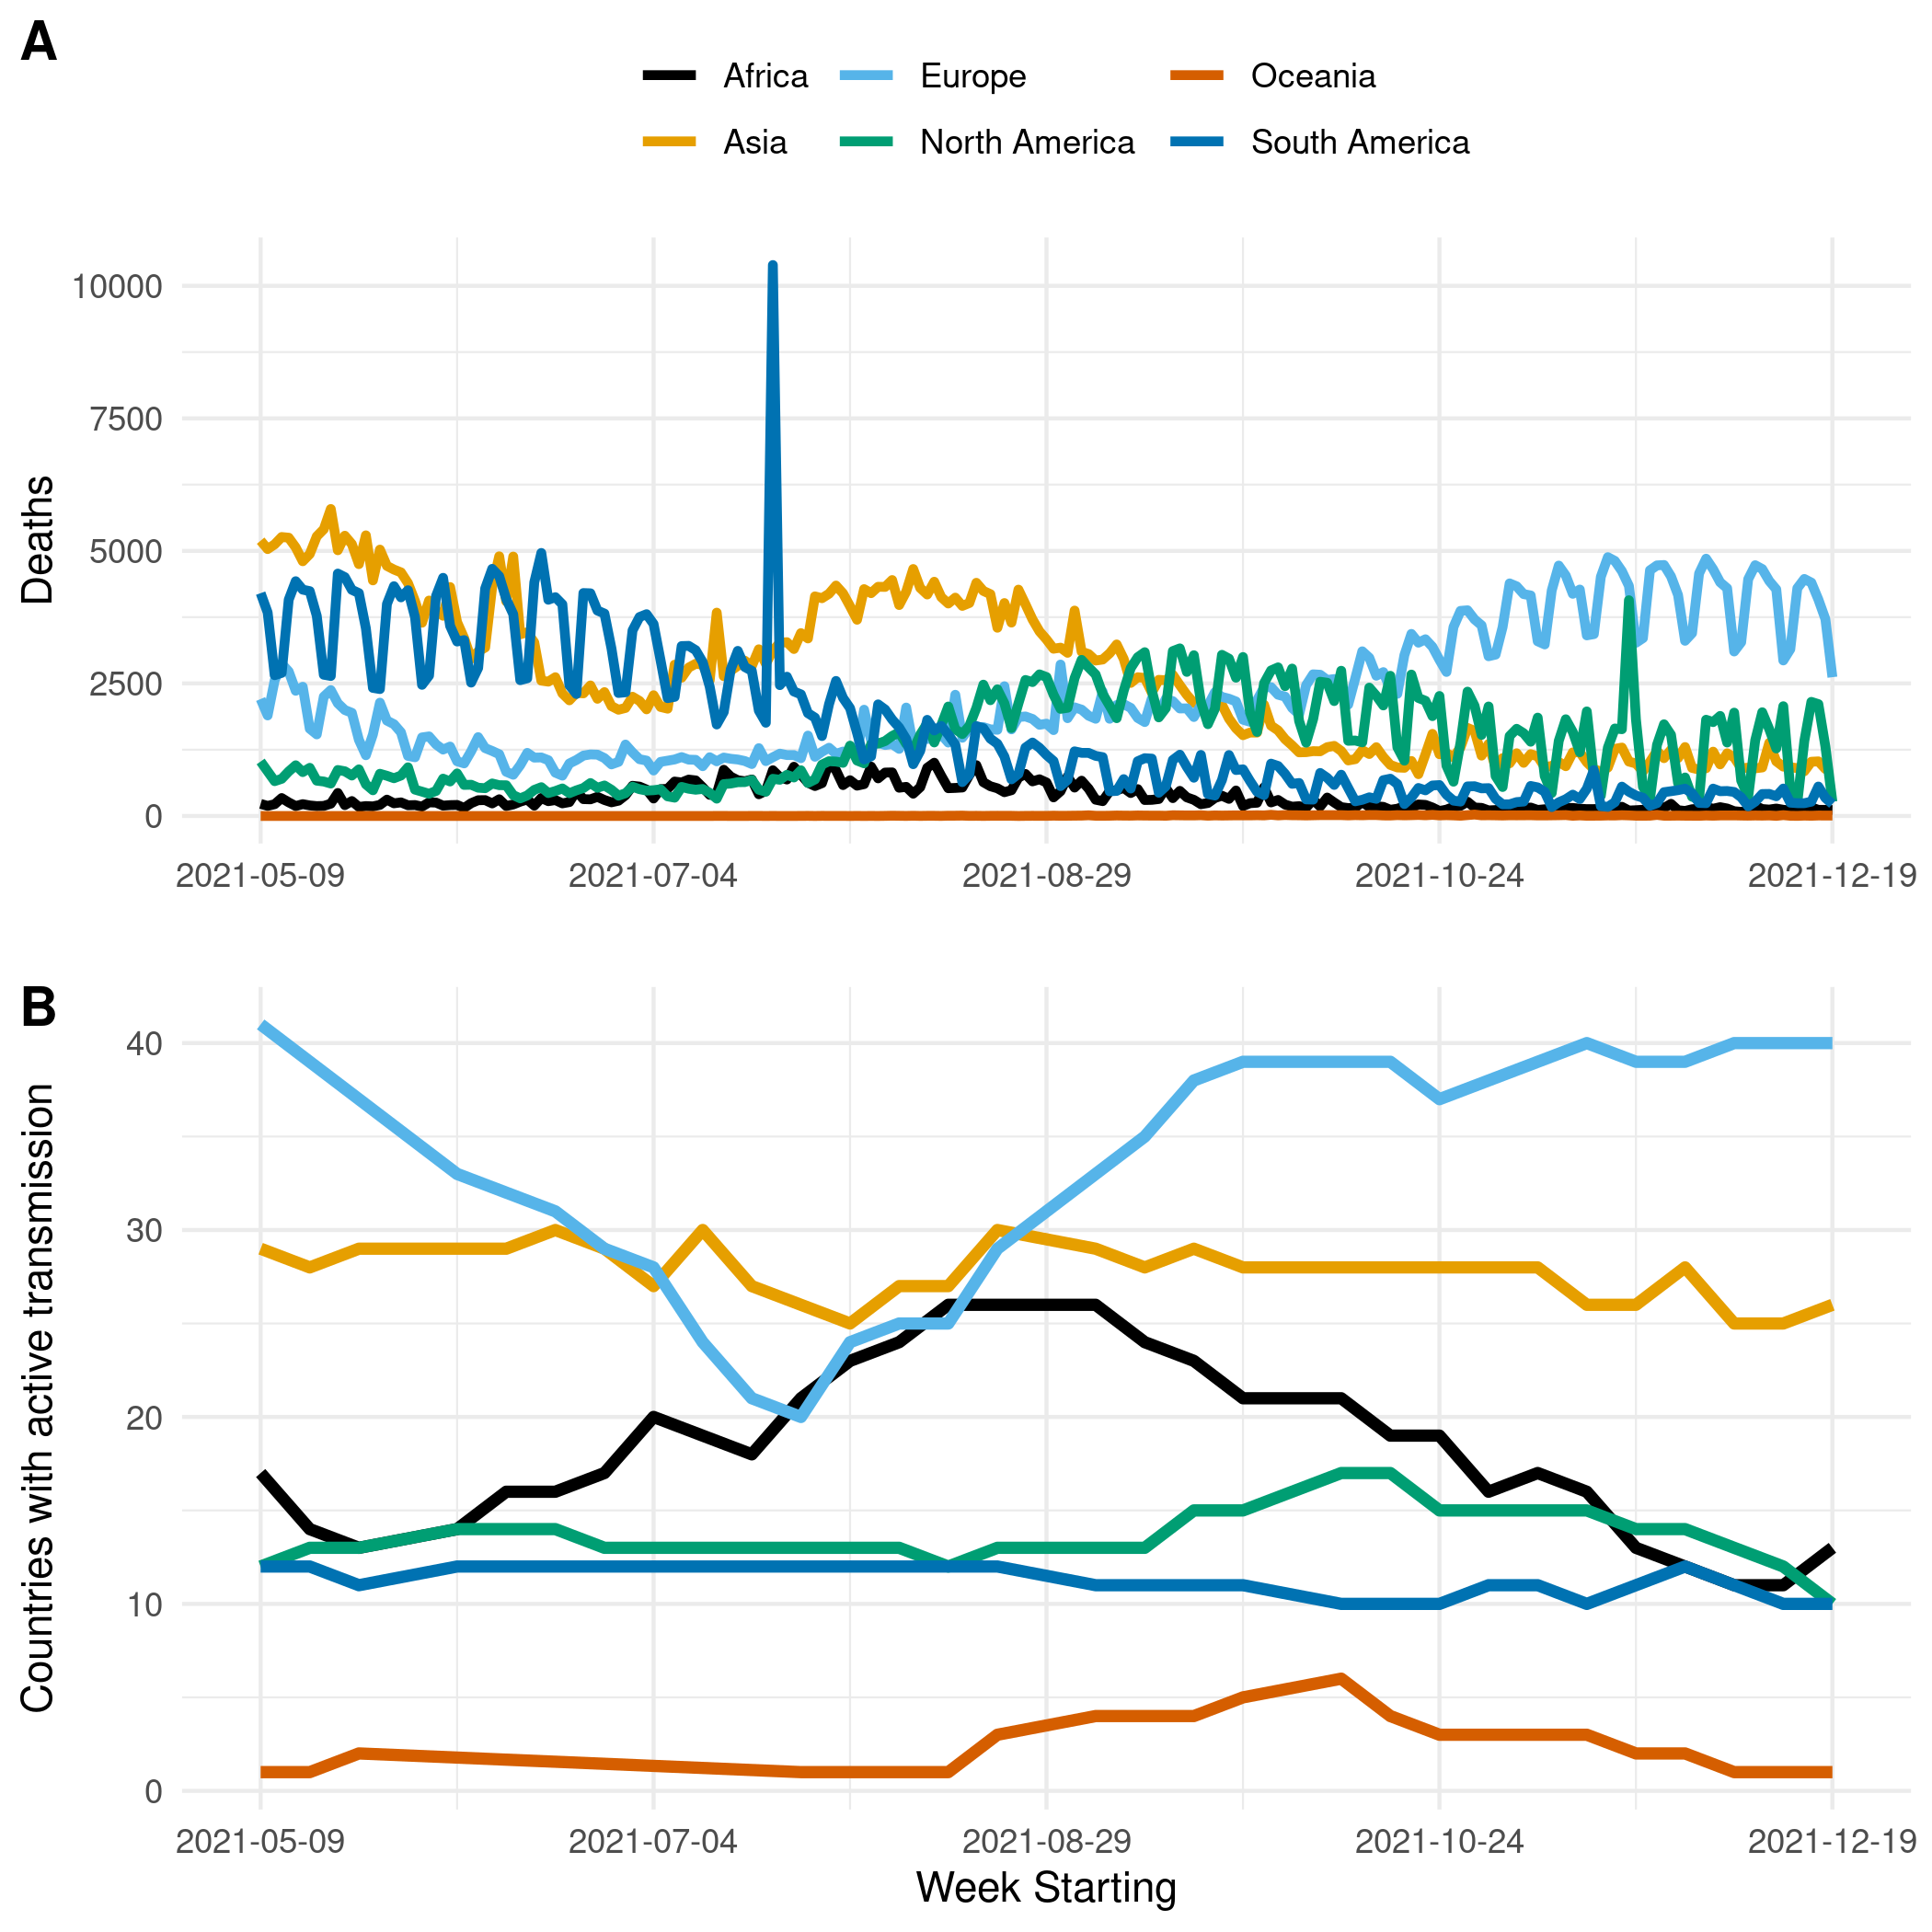 A
Africa
Europe
Oceania
Asia
North America
South America
Deaths
10000
7500
5000
2500
0
2021-05-09
2021-07-04
2021-08-29
2021-10-24
2021-12-19
B
Countries with active transmission
40
30
20
10
0
2021-05-09
2021-07-04
2021-08-29
2021-10-24
2021-12-19
Week Starting